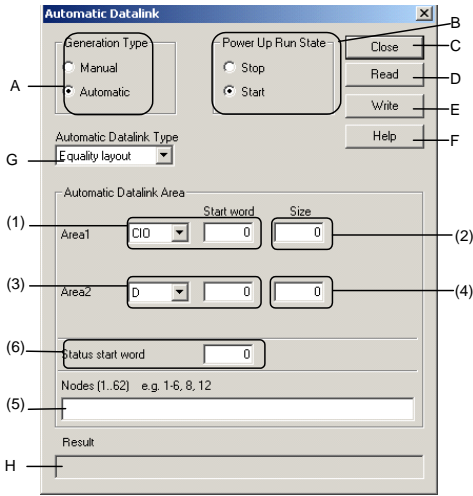 Automatic Datalink
B
Generation Type
Power Up Run State
Close
C
Manual
Stop
Read
D
A
Automatic
Start
Write
E
Help
F
Automatic Datalink Type
G
Equality layout
Automatic Datalink Area
Start word Size
(1)
Area1 CIO 0 0
(2)
(3)
Area2 D 0 0
(4)
(6)
Status start word 0
Nodes (1..62) e.g. 1-6, 8, 12
(5)
Result
H